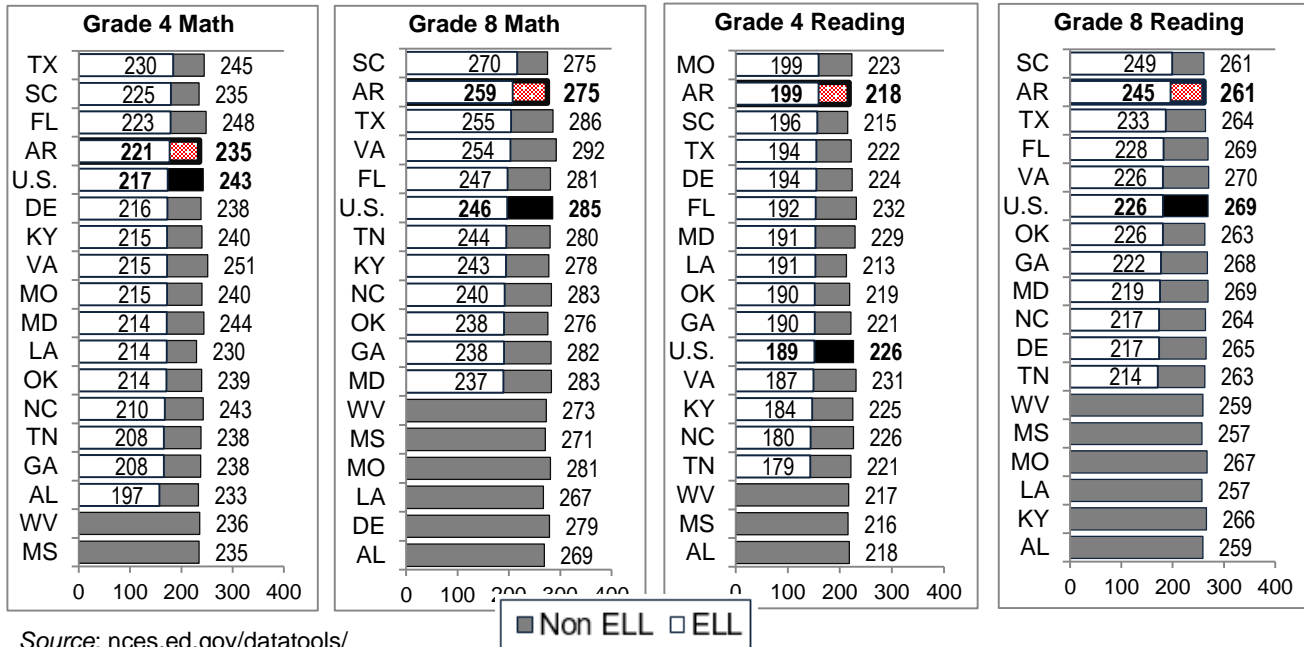 Grade 4 Math
TX 230 245
SC 225 235
FL 223 248
AR 221 235
U.S. 217 243
DE 216 238
KY 215 240
VA 215 251
MO 215 240
MD 214 244
LA 214 230
OK 214 239
NC 210 243
TN 208 238
GA 208 238
AL 197 233
WV 236
MS 235
0 100 200 300 400
Grade 8 Math
SC 270 275
AR 259 275
TX 255 286
VA 254 292
FL 247 281
U.S. 246 285
TN 244 280
KY 243 278
NC 240 283
OK 238 276
GA 238 282
MD 237 283
WV 273
MS 271
MO 281
LA 267
DE 279
AL 269
0 100 200 300 400
Grade 4 Reading
MO 199 223
AR 199 218
SC 196 215
TX 194 222
DE 194 224
FL 192 232
MD 191 229
LA 191 213
OK 190 219
GA 190 221
U.S. 189 226
VA 187 231
KY 184 225
NC 180 226
TN 179 221
WV 217
MS 216
AL 218
0 100 200 300 400
Grade 8 Reading
SC 249 261
AR 245 261
TX 233 264
FL 228 269
VA 226 270
U.S. 226 269
OK 226 263
GA 222 268
MD 219 269
NC 217 264
DE 217 265
TN 214 263
WV 259
MS 257
MO 267
LA 257
KY 266
AL 259
0 100 200 300 400
Non ELL ELL
Source: nces.ed.gov/datatools/